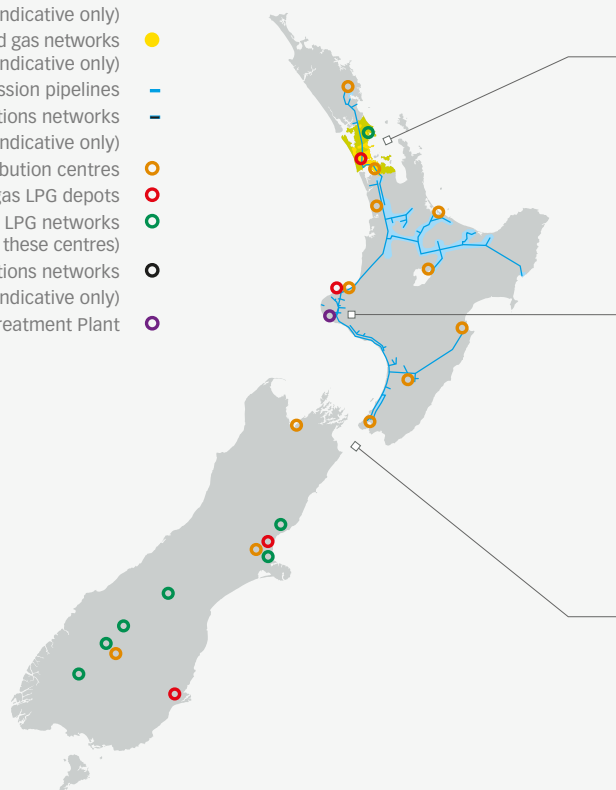 ndicative only)
d gas networks
ndicative only)
ssion pipelines
tions networks
ndicative only)
bution centres
gas LPG depots
LPG networks
these centres)
tions networks
ndicative only)
reatment Plant